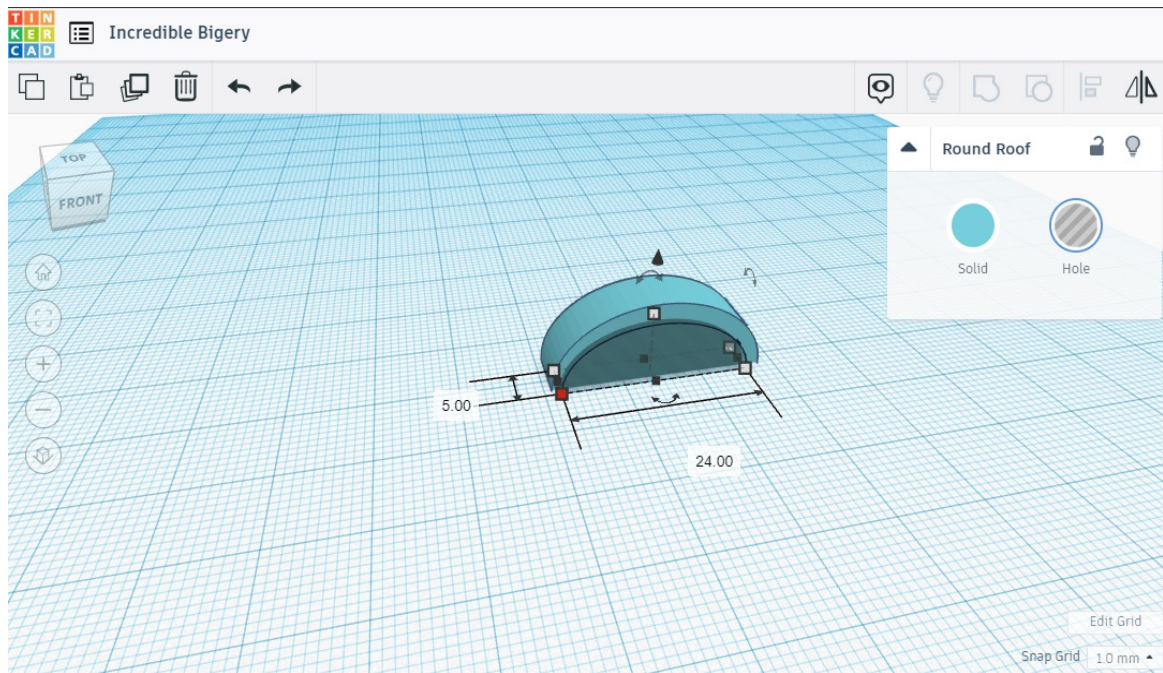 TIN
KER
CAD
Incredible Bigery
TOP
FRONT
Round Roof
Solid
Hole
5.00
24.00
Edit Grid
Snap Grid 1.0 mm